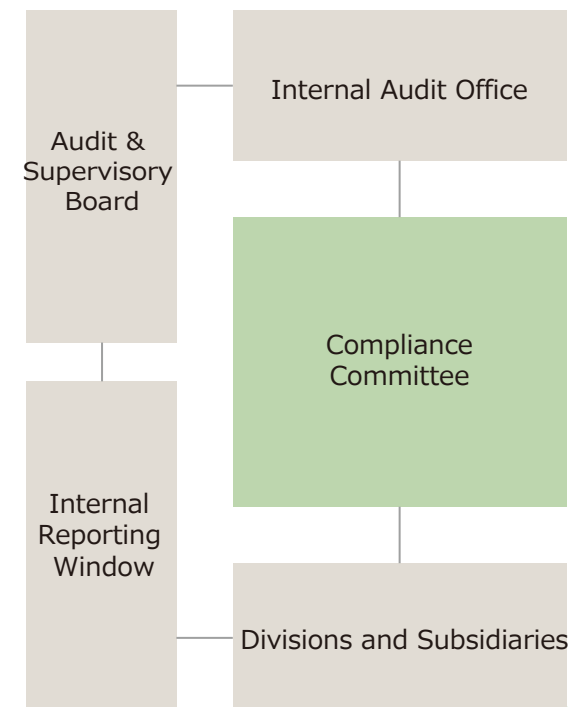 Audit &
Supervisory
Board
Internal Audit Office
Compliance
Committee
Internal
Reporting
Window
Divisions and Subsidiaries